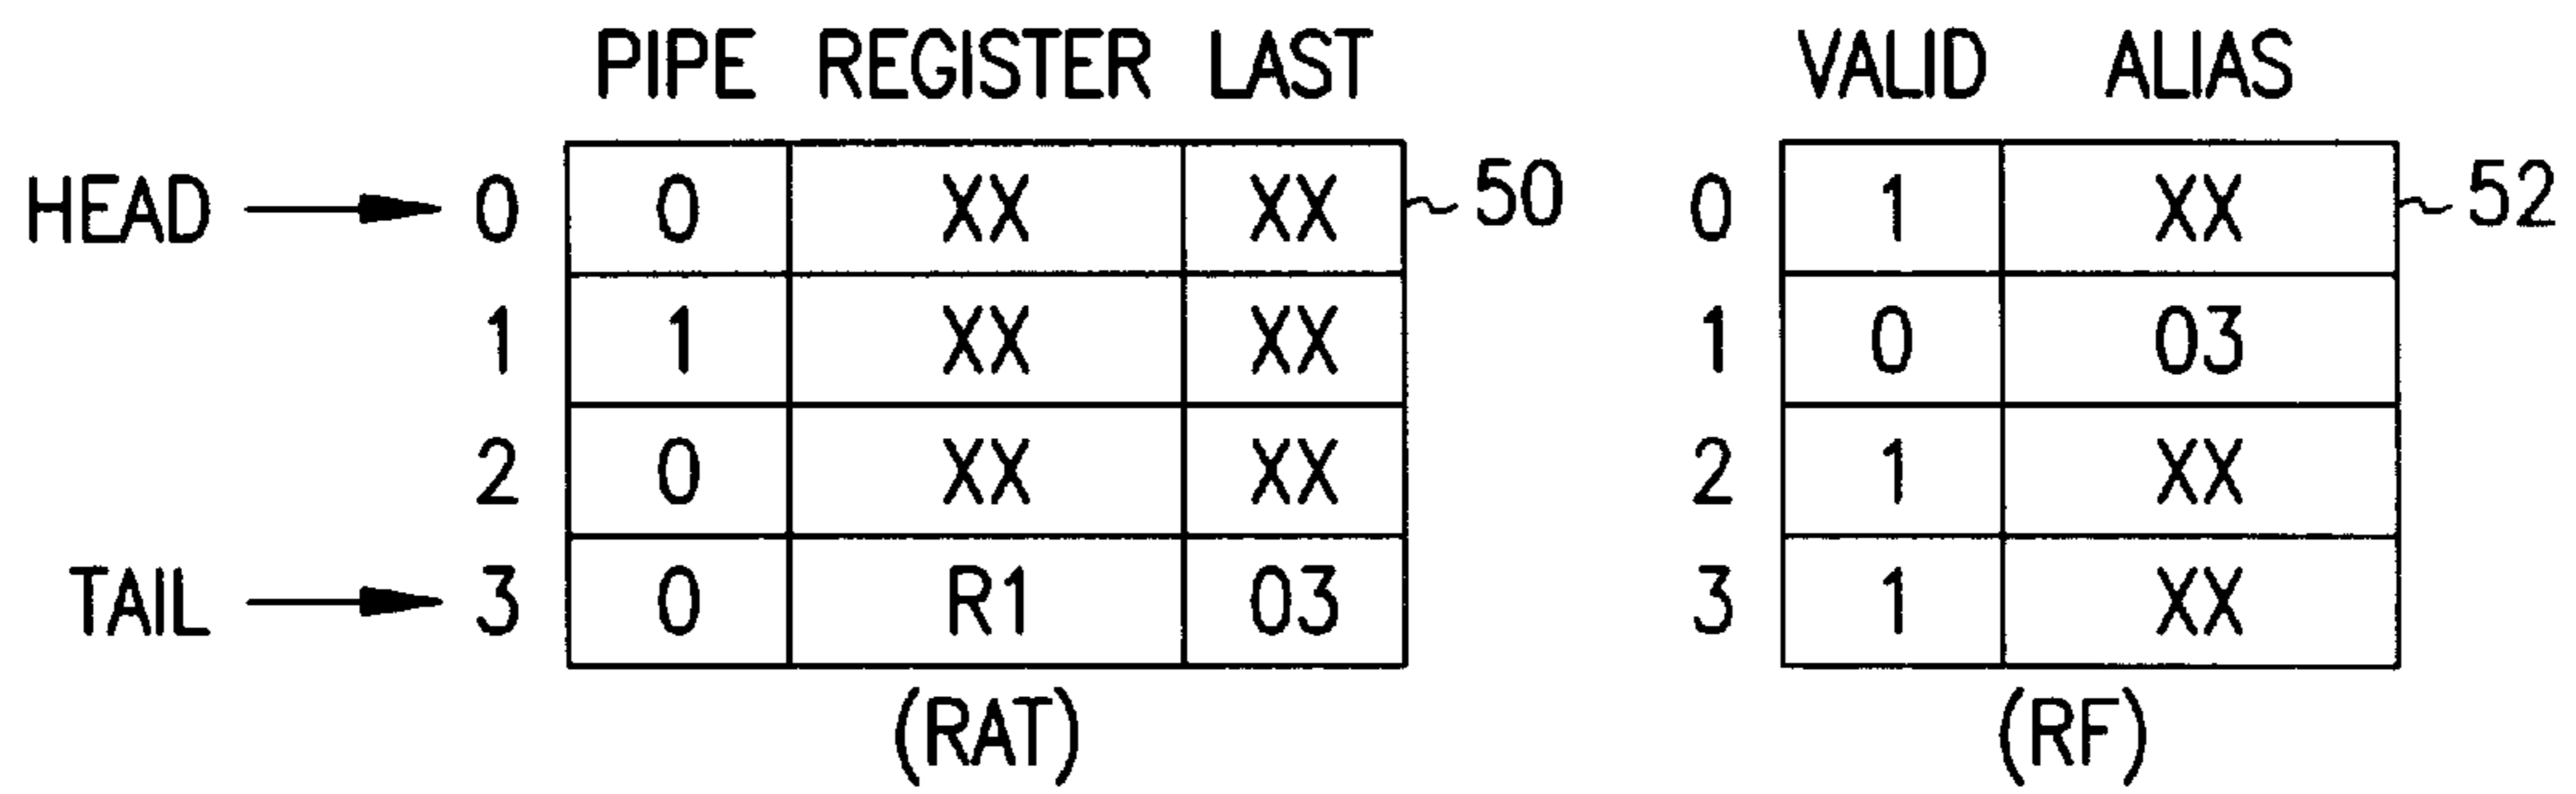 PIPE REGISTER LAST VALID ALIAS
HEAD 0 0 XX XX 50 0 1 XX 52
1 1 XX XX 1 0 03
2 0 XX XX 2 1 XX
TAIL 3 0 R1 03 3 1 XX
(RAT) (RF)